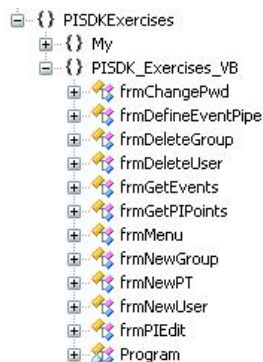 {} PISDKExercises
{} My
{} PISDK_Exercises_VB
frmChangePwd
frmDefineEventPipe
frmDeleteGroup
frmDeleteUser
frmGetEvents
frmGetPIPoints
frmMenu
frmNewGroup
frmNewPT
frmNewUser
frmPIEdit
Program